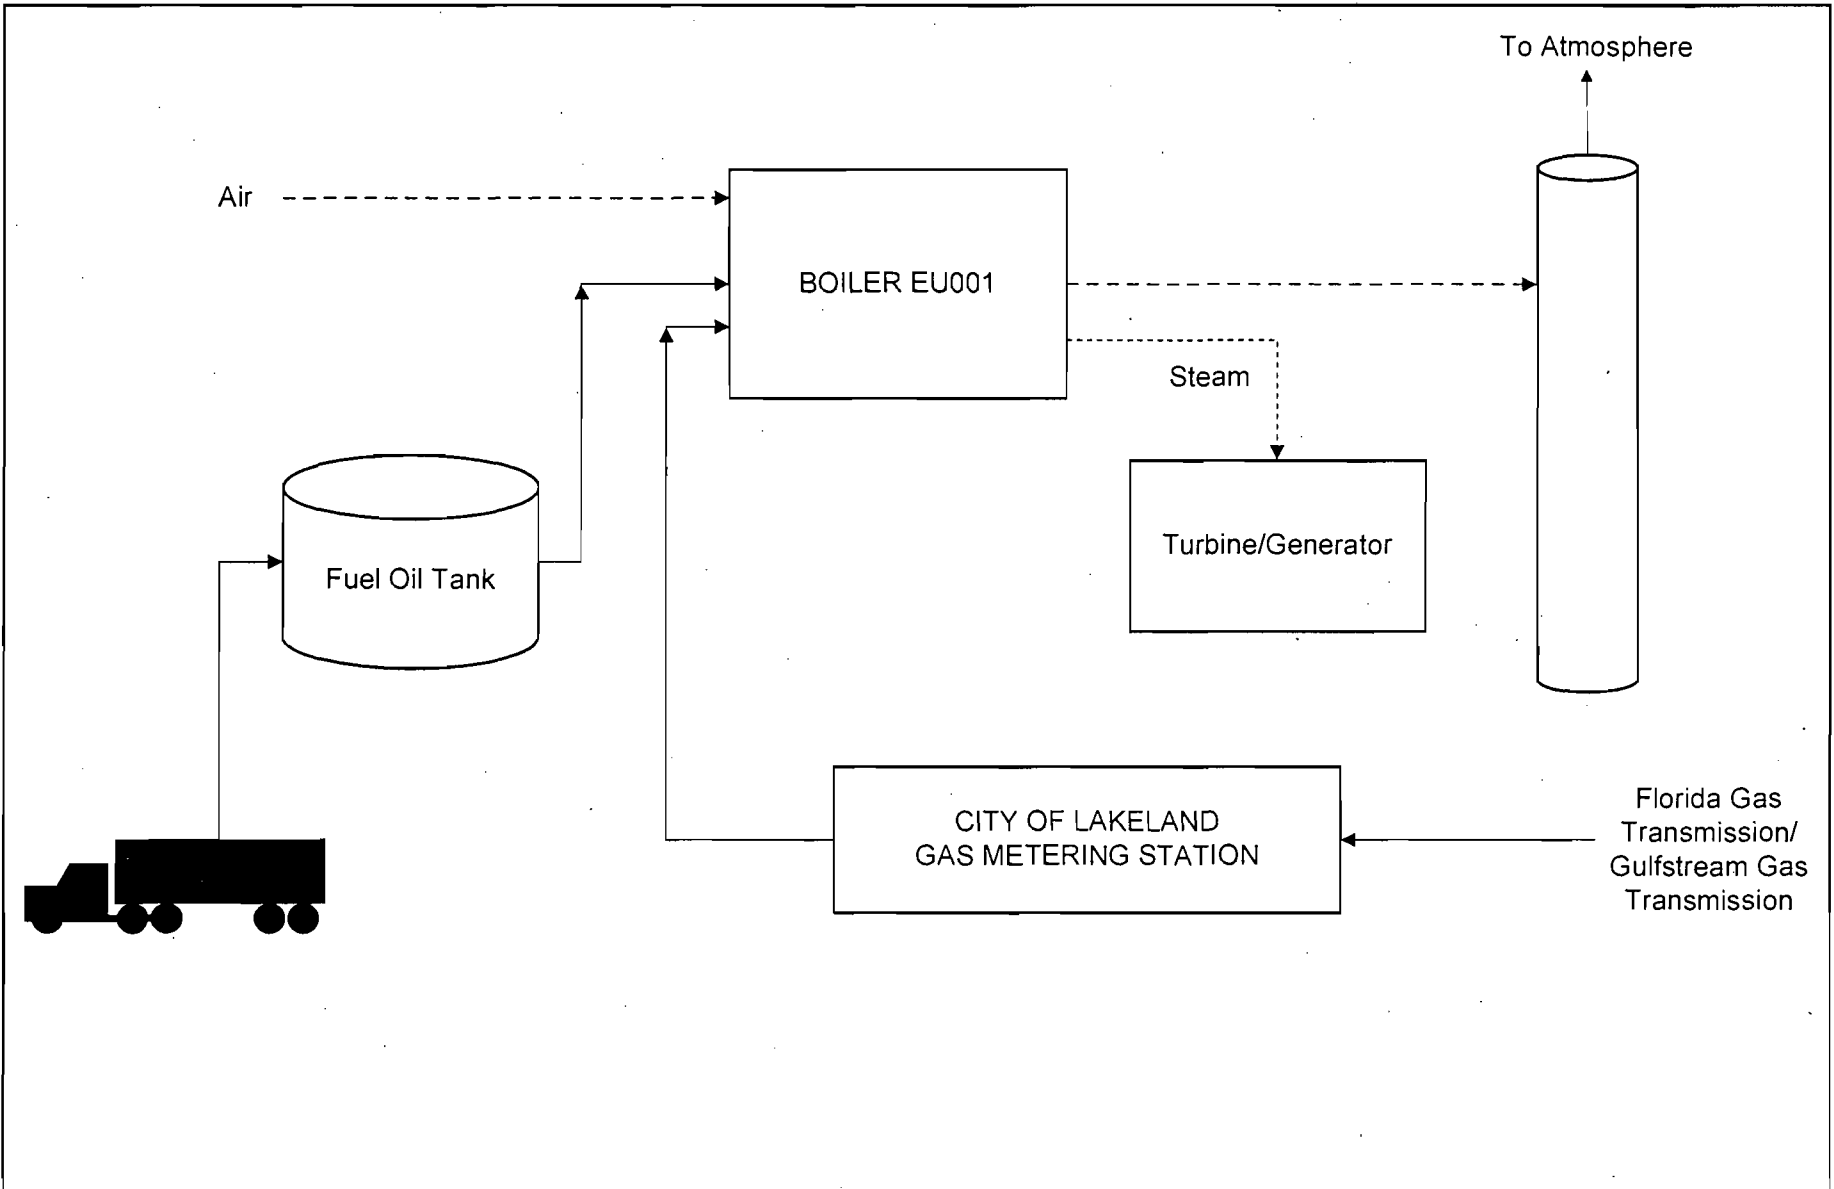 To Atmosphere
Air
BOILER EU001
Steam
Turbine/Generator
Fuel Oil Tank
CITY OF LAKELAND
GAS METERING STATION
Florida Gas
Transmission/
Gulfstream Gas
Transmission